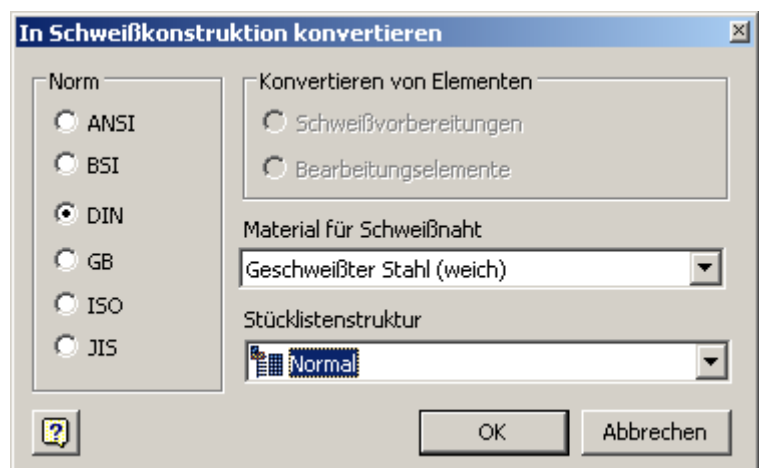 In Schweißkonstruktion konvertieren
Norm
ANSI
BSI
DIN
GB
ISO
JIS
Konvertieren von Elementen
Schweißvorbereitungen
Bearbeitungselemente
Material für Schweißnaht
Geschweißter Stahl (weich)
Stücklistenstruktur
Normal
OK
Abbrechen